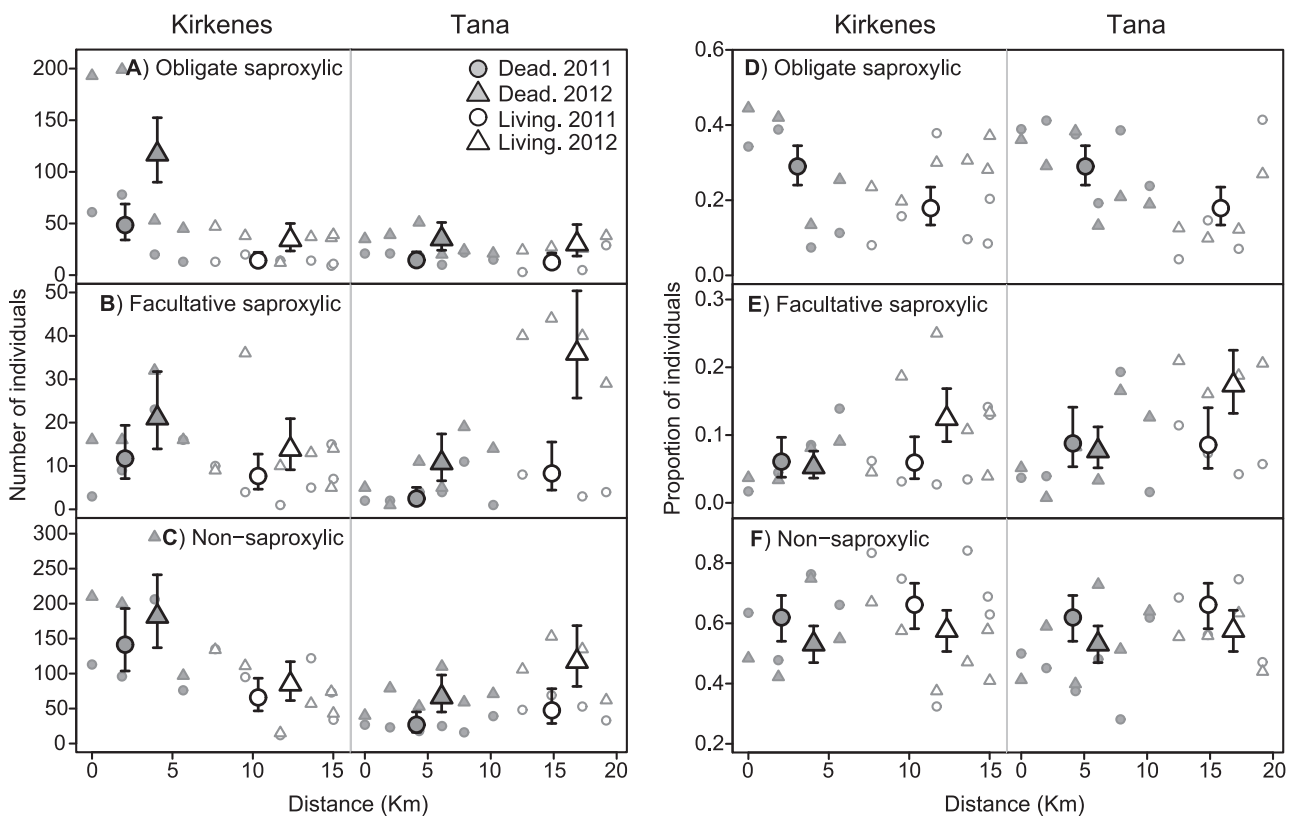 Kirkenes
Tana
Kirkenes
Tana
A) Obligate saproxylic
Dead. 2011
Dead. 2012
Living. 2011
Living. 2012
200
150
100
50
0
B) Facultative saproxylic
50
40
30
20
10
0
C) Non−saproxylic
300
250
200
150
100
50
0
Number of individuals
0 5 10 15 0 5 10 15 20
Distance (Km)
D) Obligate saproxylic
0.6
0.4
0.2
0.0
E) Facultative saproxylic
0.3
0.2
0.1
0.0
F) Non−saproxylic
0.8
0.6
0.4
0.2
Proportion of individuals
0 5 10 15 0 5 10 15 20
Distance (Km)